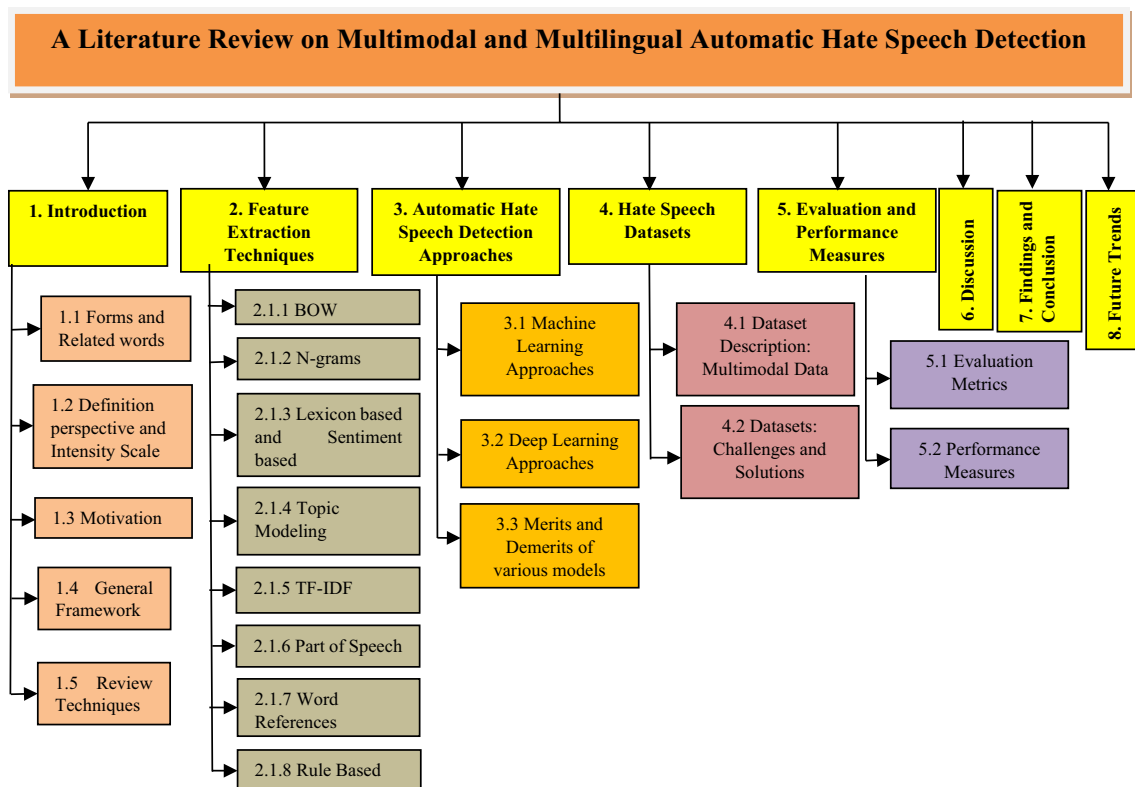 A Literature Review on Multimodal and Multilingual Automatic Hate Speech Detection
1. Introduction
1.1 Forms and
Related words
1.2 Definition
perspective and
Intensity Scale
1.3 Motivation
1.4 General
Framework
1.5 Review
Techniques
2. Feature
Extraction
Techniques
2.1.1 BOW
2.1.2 N-grams
2.1.3 Lexicon based
and Sentiment
based
2.1.4 Topic
Modeling
2.1.5 TF-IDF
2.1.6 Part of Speech
2.1.7 Word
References
2.1.8 Rule Based
3. Automatic Hate
Speech Detection
Approaches
3.1 Machine
Learning
Approaches
3.2 Deep Learning
Approaches
3.3 Merits and
Demerits of
various models
4. Hate Speech
Datasets
4.1 Dataset
Description:
Multimodal Data
4.2 Datasets:
Challenges and
Solutions
5. Evaluation and
Performance
Measures
5.1 Evaluation
Metrics
5.2 Performance
Measures
6. Discussion
7. Findings and
Conclusion
8. Future Trends